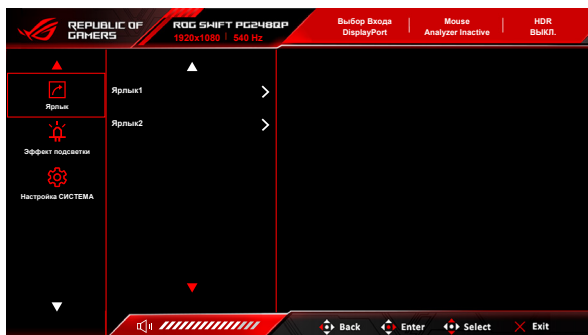 REPUBLIC OF
GAMERS
ROG SWIFT PG248QP
1920x1080 | 540 Hz
Выбор Входа
DisplayPort
Mouse
Analyzer Inactive
HDR
ВЫКЛ.
Ярлык
Эффект подсветки
Настройка СИСТЕМА
Ярлык1
Ярлык2
Back
Enter
Select
Exit